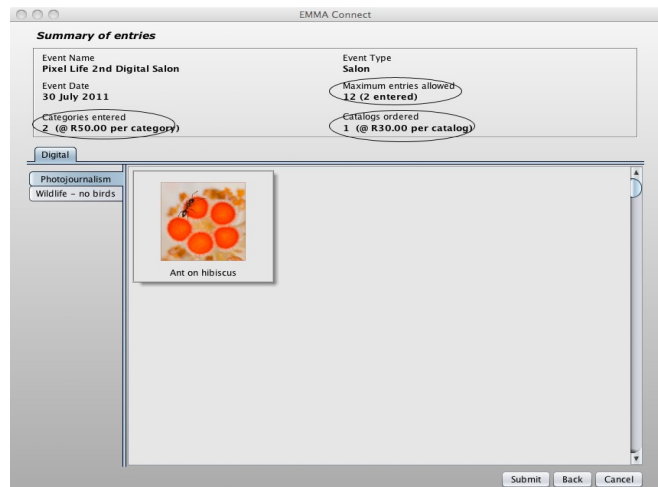 EMMA Connect
Summary of entries
Event Name
Pixel Life 2nd Digital Salon
Event Type
Salon
Event Date
30 July 2011
Maximum entries allowed
12 (2 entered)
Categories entered
2 (@ R50.00 per category)
Catalogs ordered
1 (@ R30.00 per catalog)
Digital
Photojournalism
Wildlife - no birds
Ant on hibiscus
Submit
Back
Cancel